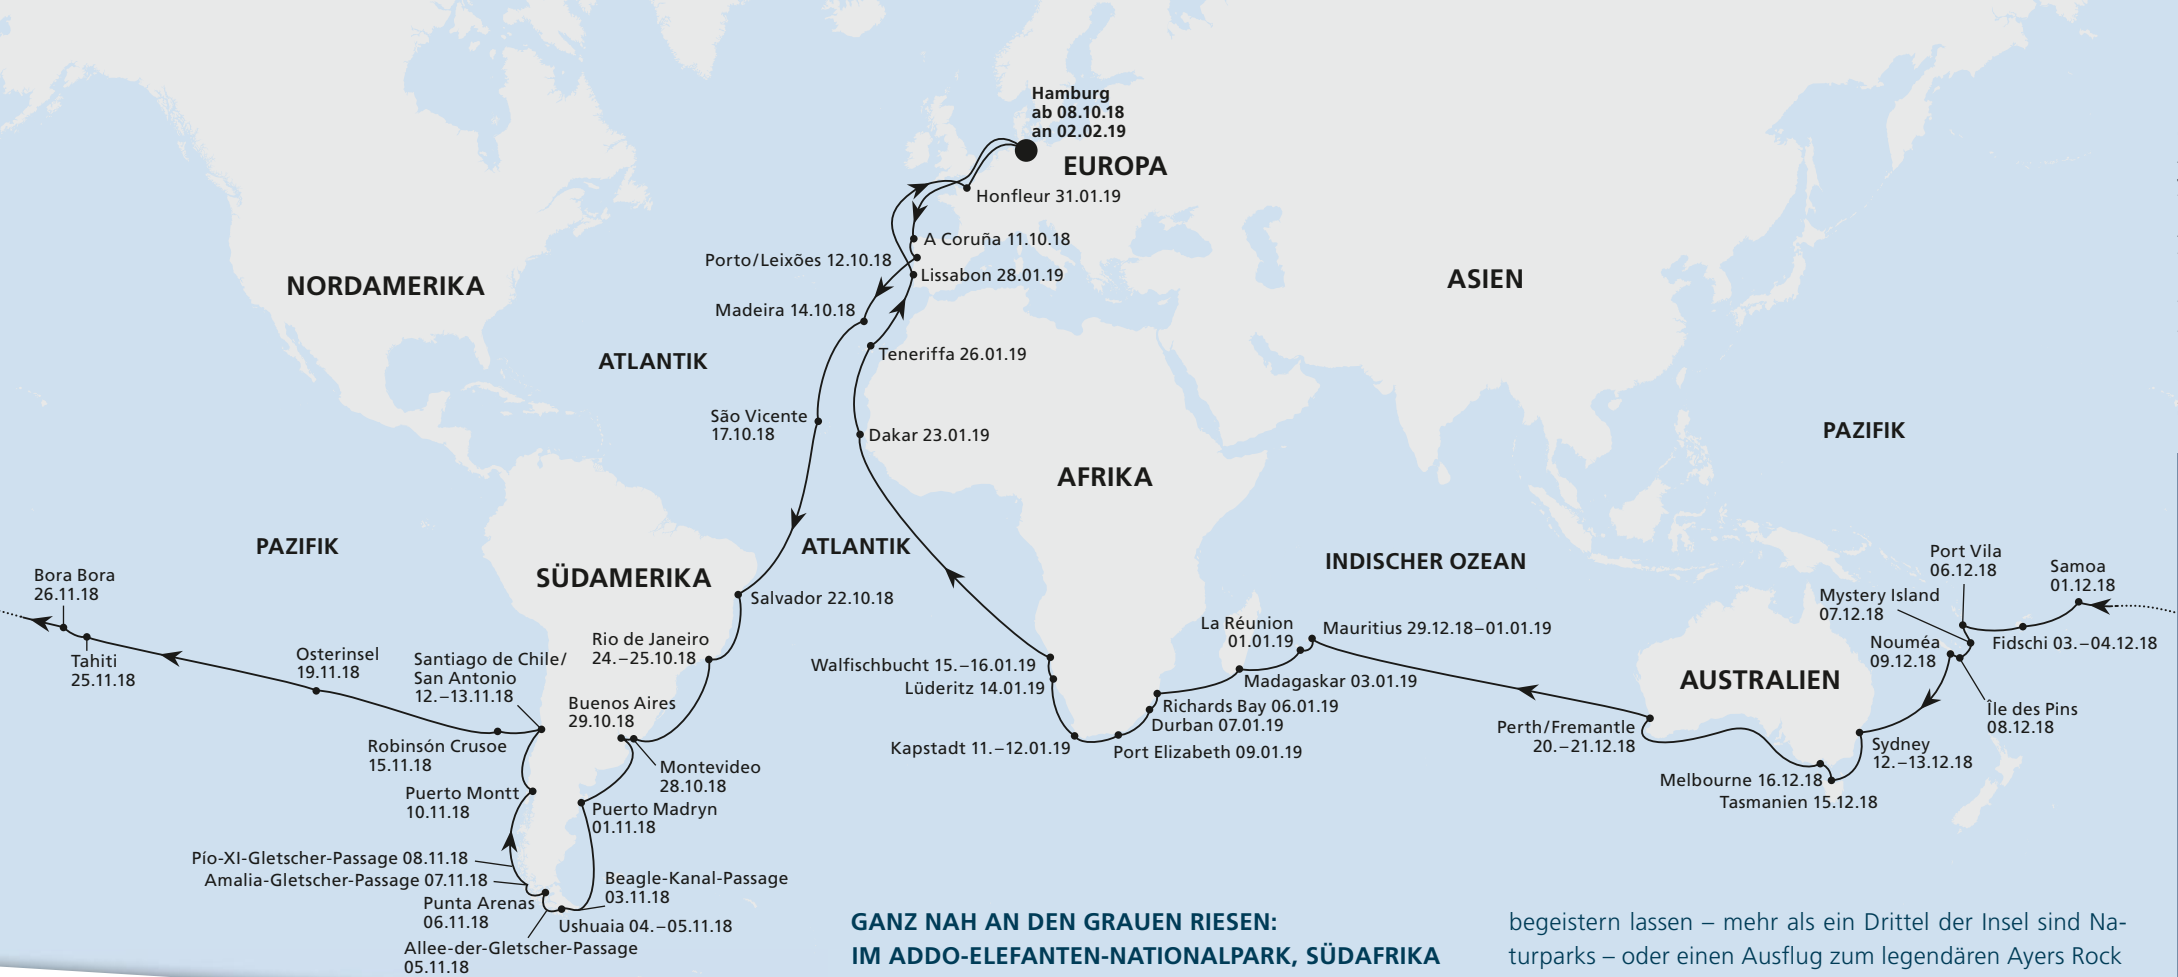 Hamburg
ab 08.10.18
an 02.02.19
EUROPA
Honfleur 31.01.19
A Coruña 11.10.18
Porto/Leixões 12.10.18
Lissabon 28.01.19
Madeira 14.10.18
Teneriffa 26.01.19
NORDAMERIKA
ATLANTIK
ASIEN
São Vicente
17.10.18
Dakar 23.01.19
AFRIKA
PAZIFIK
PAZIFIK
ATLANTIK
INDISCHER OZEAN
SÜDAMERIKA
Bora Bora
26.11.18
Tahiti
25.11.18
Osterinsel
19.11.18
Santiago de Chile/
San Antonio
12.–13.11.18
Robinsón Crusoe
15.11.18
Puerto Montt
10.11.18
Pío-XI-Gletscher-Passage 08.11.18
Amalia-Gletscher-Passage 07.11.18
Punta Arenas
06.11.18
Allee-der-Gletscher-Passage
05.11.18
Ushuaia 04.–05.11.18
Beagle-Kanal-Passage
03.11.18
Puerto Madryn
01.11.18
Montevideo
28.10.18
Buenos Aires
29.10.18
Rio de Janeiro
24.–25.10.18
Salvador 22.10.18
Walfischbucht 15.–16.01.19
Lüderitz 14.01.19
Kapstadt 11.–12.01.19
Port Elizabeth 09.01.19
Durban 07.01.19
Richards Bay 06.01.19
Madagaskar 03.01.19
La Réunion
01.01.19
Mauritius 29.12.18–01.01.19
AUSTRALIEN
Perth/Fremantle
20.–21.12.18
Melbourne 16.12.18
Tasmanien 15.12.18
Sydney
12.–13.12.18
Île des Pins
08.12.18
Nouméa
09.12.18
Mystery Island
07.12.18
Port Vila
06.12.18
Fidschi 03.–04.12.18
Samoa
01.12.18
GANZ NAH AN DEN GRAUEN RIESEN:
IM ADDO-ELEFANTEN-NATIONALPARK, SÜDAFRIKA
begeistern lassen – mehr als ein Drittel der Insel sind Na-
turparks – oder einen Ausflug zum legendären Ayers Rock